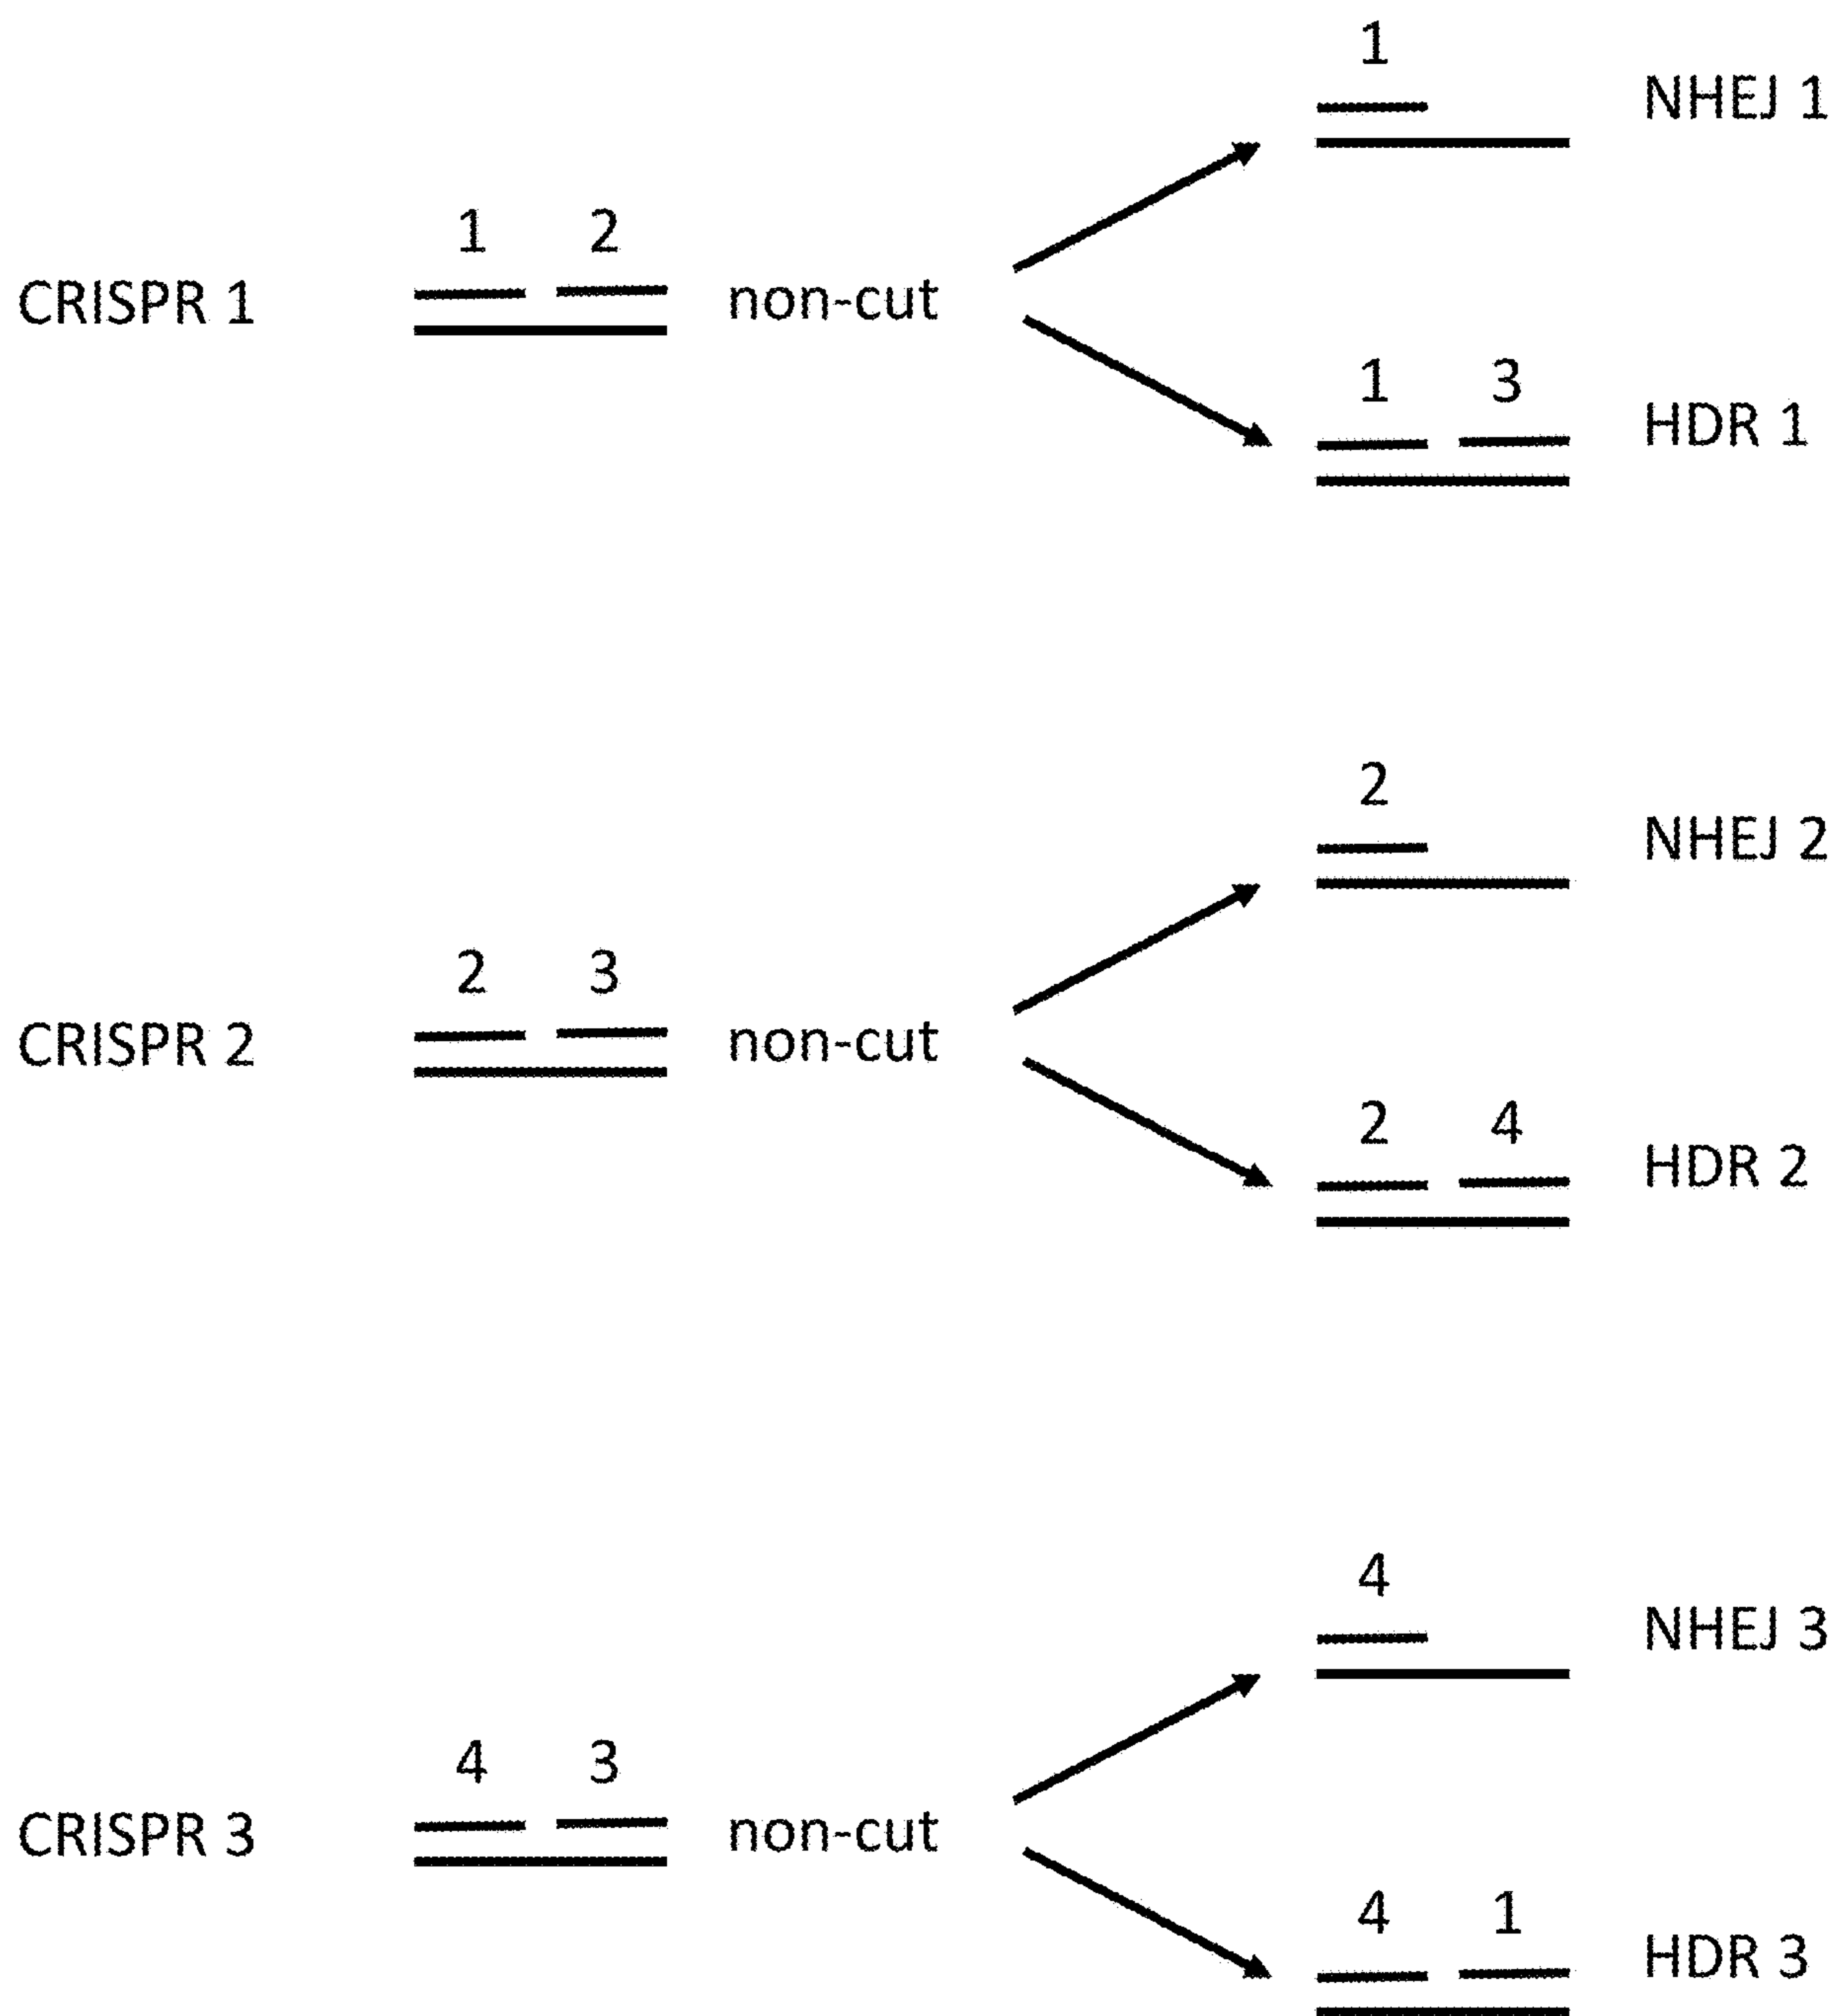 1
NHEJ 1
1 2
CRISPR 1 non-cut
1 3
HDR 1
2
NHEJ 2
2 3
CRISPR 2 non-cut
2 4
HDR 2
4
NHEJ 3
4 3
CRISPR 3 non-cut
4 1
HDR 3